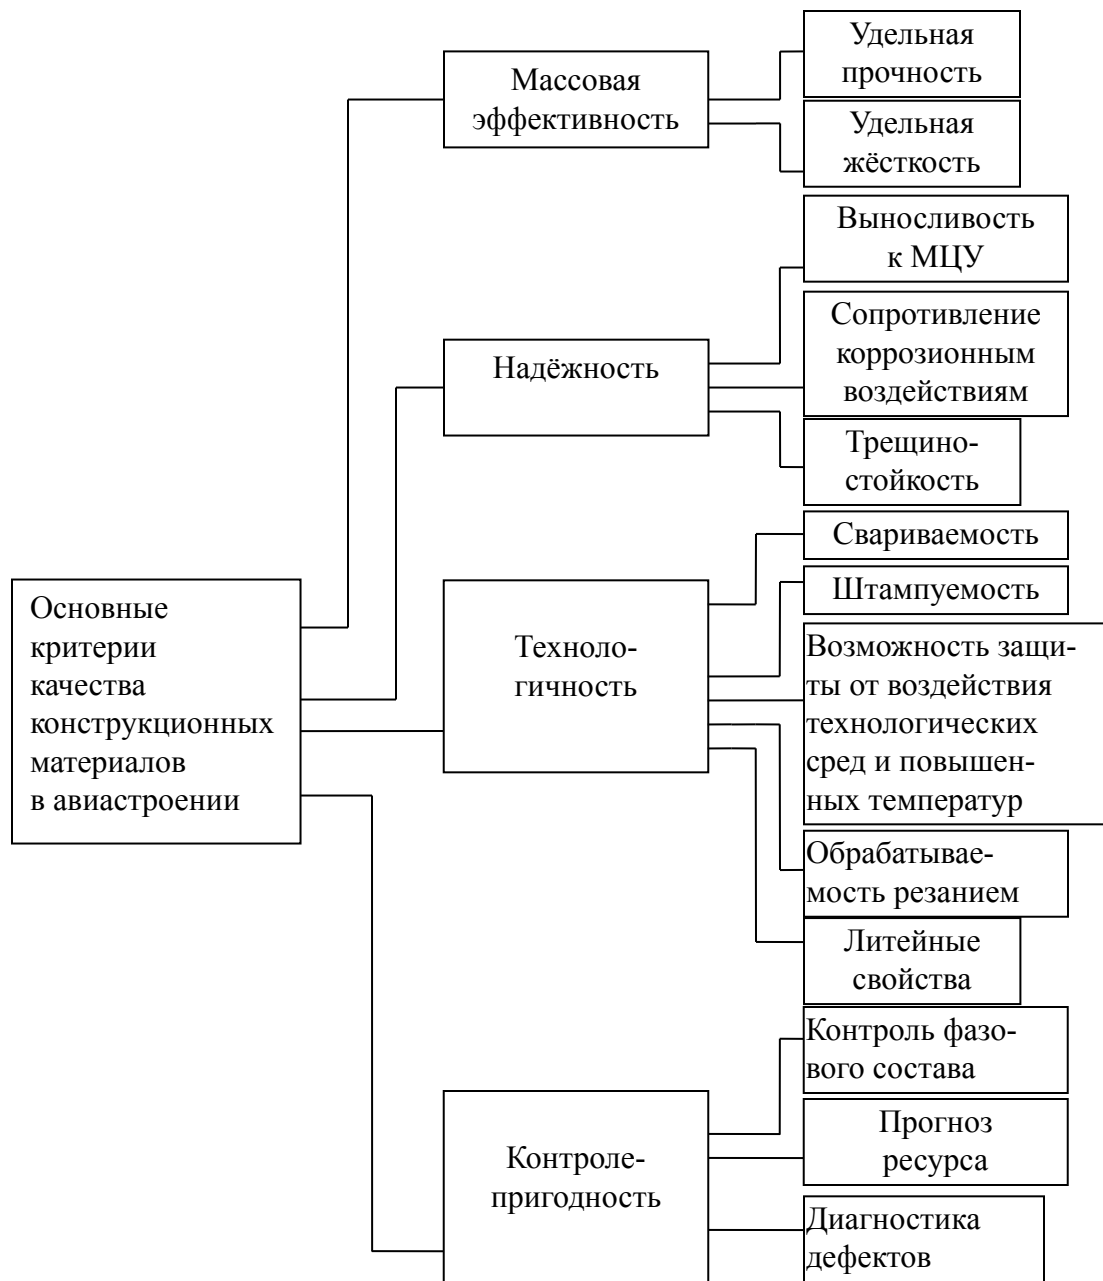 Основные
критерии
качества
конструкционных
материалов
в авиастроении
Массовая
эффективность
Удельная
прочность
Удельная
жёсткость
Надёжность
Выносливость
к МЦУ
Сопротивление
коррозионным
воздействиям
Трещино-
стойкость
Техноло-
гичность
Свариваемость
Штампуемость
Возможность защи-
ты от воздействия
технологических
сред и повышен-
ных температур
Обрабатывае-
мость резанием
Литейные
свойства
Контроле-
пригодность
Контроль фазо-
вого состава
Прогноз
ресурса
Диагностика
дефектов